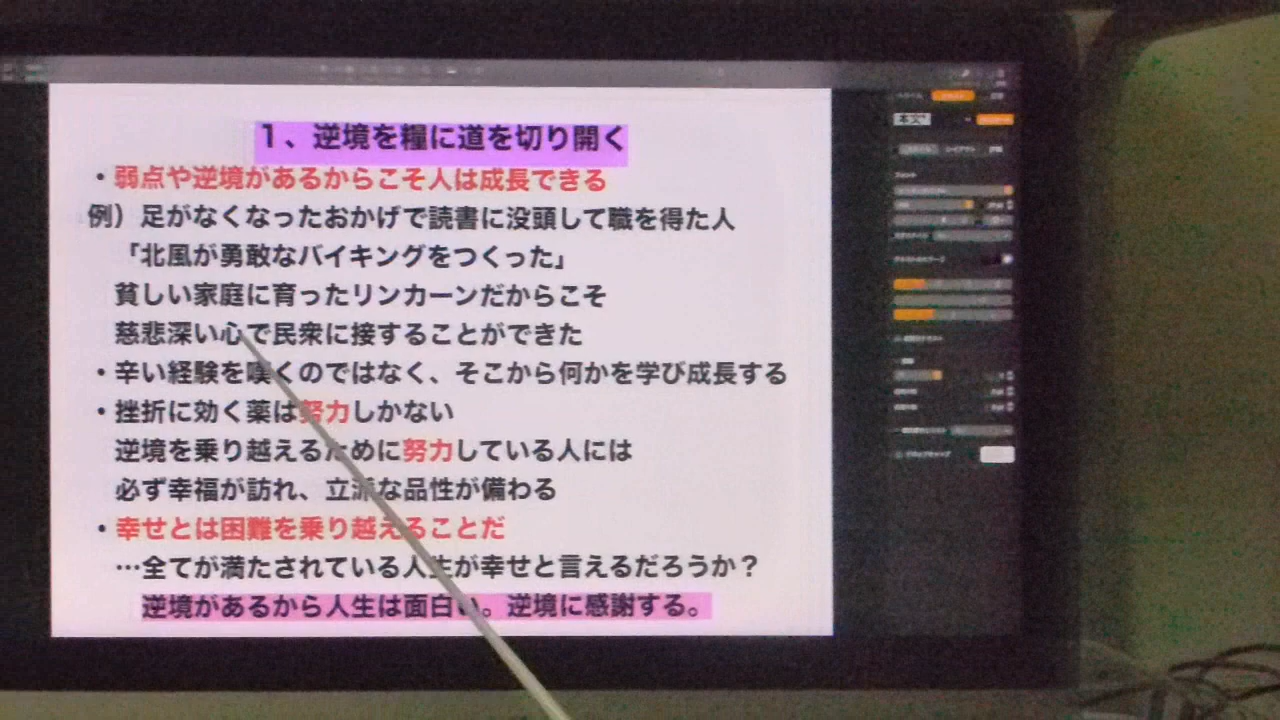 １、逆境を糧に道を切り開く
・弱点や逆境があるからこそ人は成長できる
例）足がなくなったおかげで読書に没頭して職を得た人
「北風が勇敢なバイキングをつくった」
貧しい家庭に育ったリンカーンだからこそ
慈悲深い心で民衆に接することができた
・辛い経験を嘆くのではなく、そこから何かを学び成長する
・挫折に効く薬は努力しかない
逆境を乗り越えるために努力している人には
必ず幸福が訪れ、立派な品性が備わる
・幸せとは困難を乗り越えることだ
…全てが満たされている人生が幸せと言えるだろうか？
逆境があるから人生は面白い。逆境に感謝する。
本文*
フォント